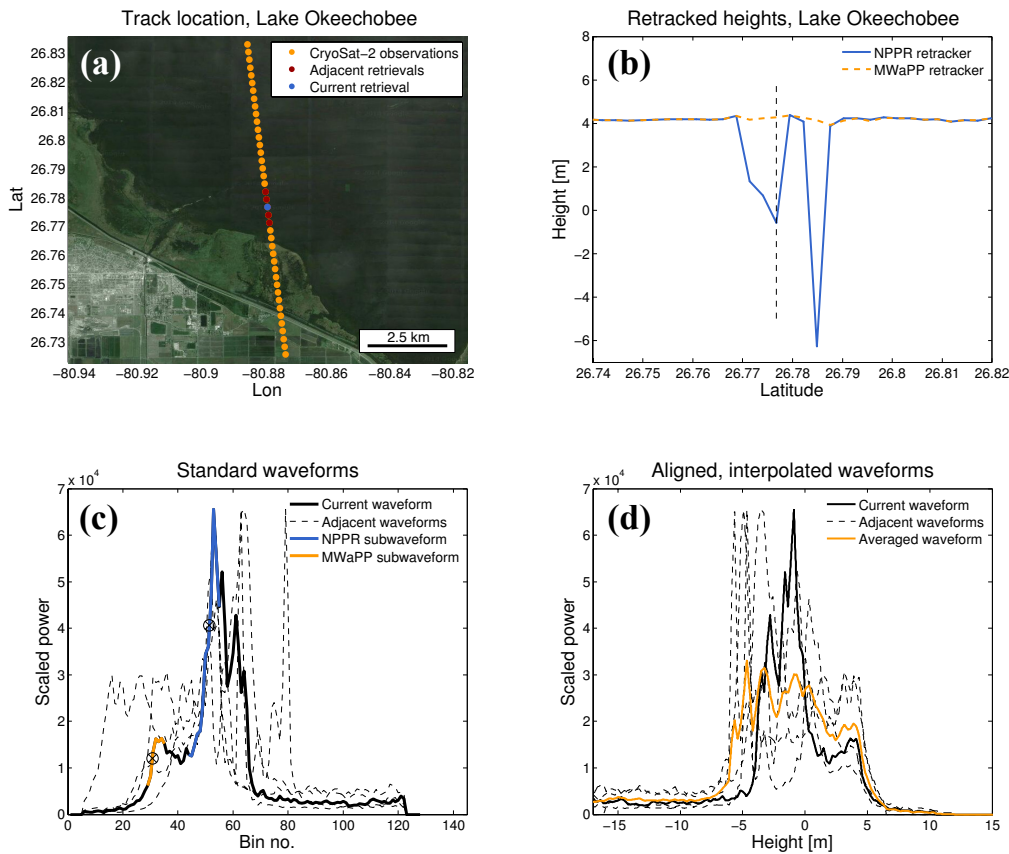 Track location, Lake Okeechobee
(a)
CryoSat−2 observations
Adjacent retrievals
Current retrieval
26.83
26.82
26.81
26.8
26.79
26.78
26.77
26.76
26.75
26.74
26.73
Lat
2.5 km
−80.94 −80.92 −80.9 −80.88 −80.86 −80.84 −80.82
Lon
Retracked heights, Lake Okeechobee
(b)
NPPR retracker
MWaPP retracker
8
6
4
2
0
−2
−4
−6
Height [m]
26.74 26.75 26.76 26.77 26.78 26.79 26.8 26.81 26.82
Latitude
Standard waveforms
x 10^4
(c)
Current waveform
Adjacent waveforms
NPPR subwaveform
MWaPP subwaveform
7
6
5
4
3
2
1
0
Scaled power
0 20 40 60 80 100 120 140
Bin no.
Aligned, interpolated waveforms
x 10^4
(d)
Current waveform
Adjacent waveforms
Averaged waveform
7
6
5
4
3
2
1
0
Scaled power
−15 −10 −5 0 5 10 15
Height [m]